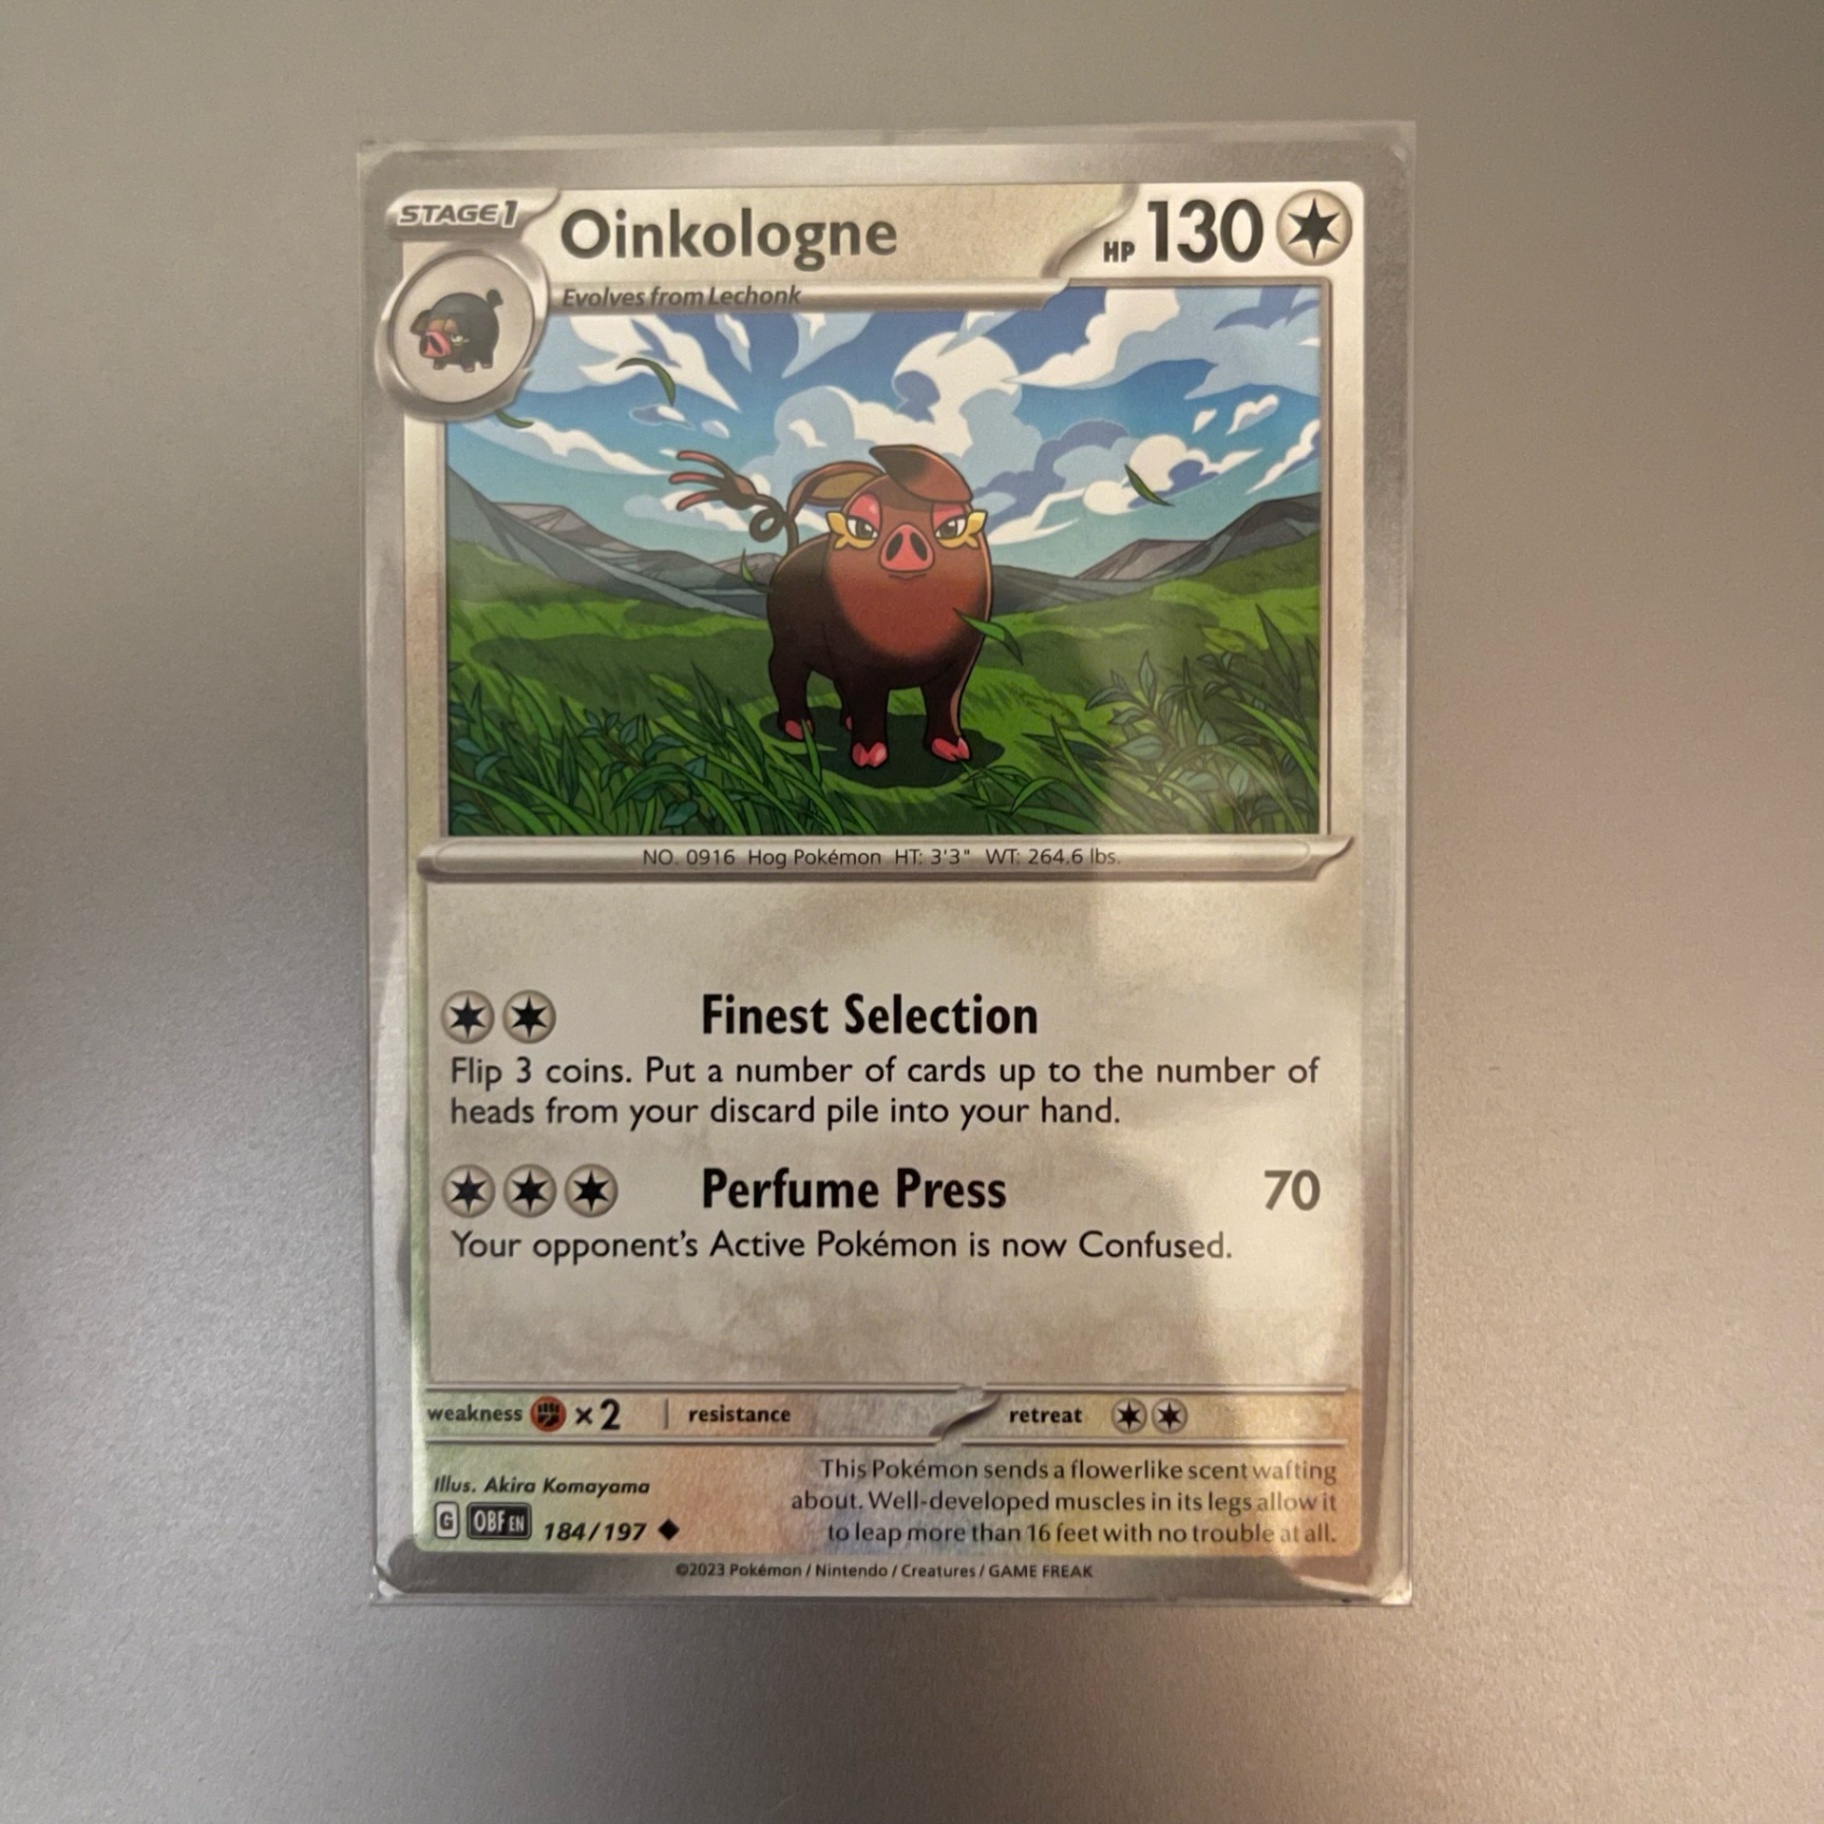 STAGE1
Oinkologne
HP 130
Evolves from Lechonk
NO. 0916 Hog Pokémon HT: 3'3" WT: 264.6 lbs.
Finest Selection
Flip 3 coins. Put a number of cards up to the number of
heads from your discard pile into your hand.
Perfume Press 70
Your opponent's Active Pokémon is now Confused.
weakness ×2 resistance retreat
Illus. Akira Komayama
G OBF EN 184/197
This Pokémon sends a flowerlike scent wafting
about. Well-developed muscles in its legs allow it
to leap more than 16 feet with no trouble at all.
©2023 Pokémon / Nintendo / Creatures / GAME FREAK